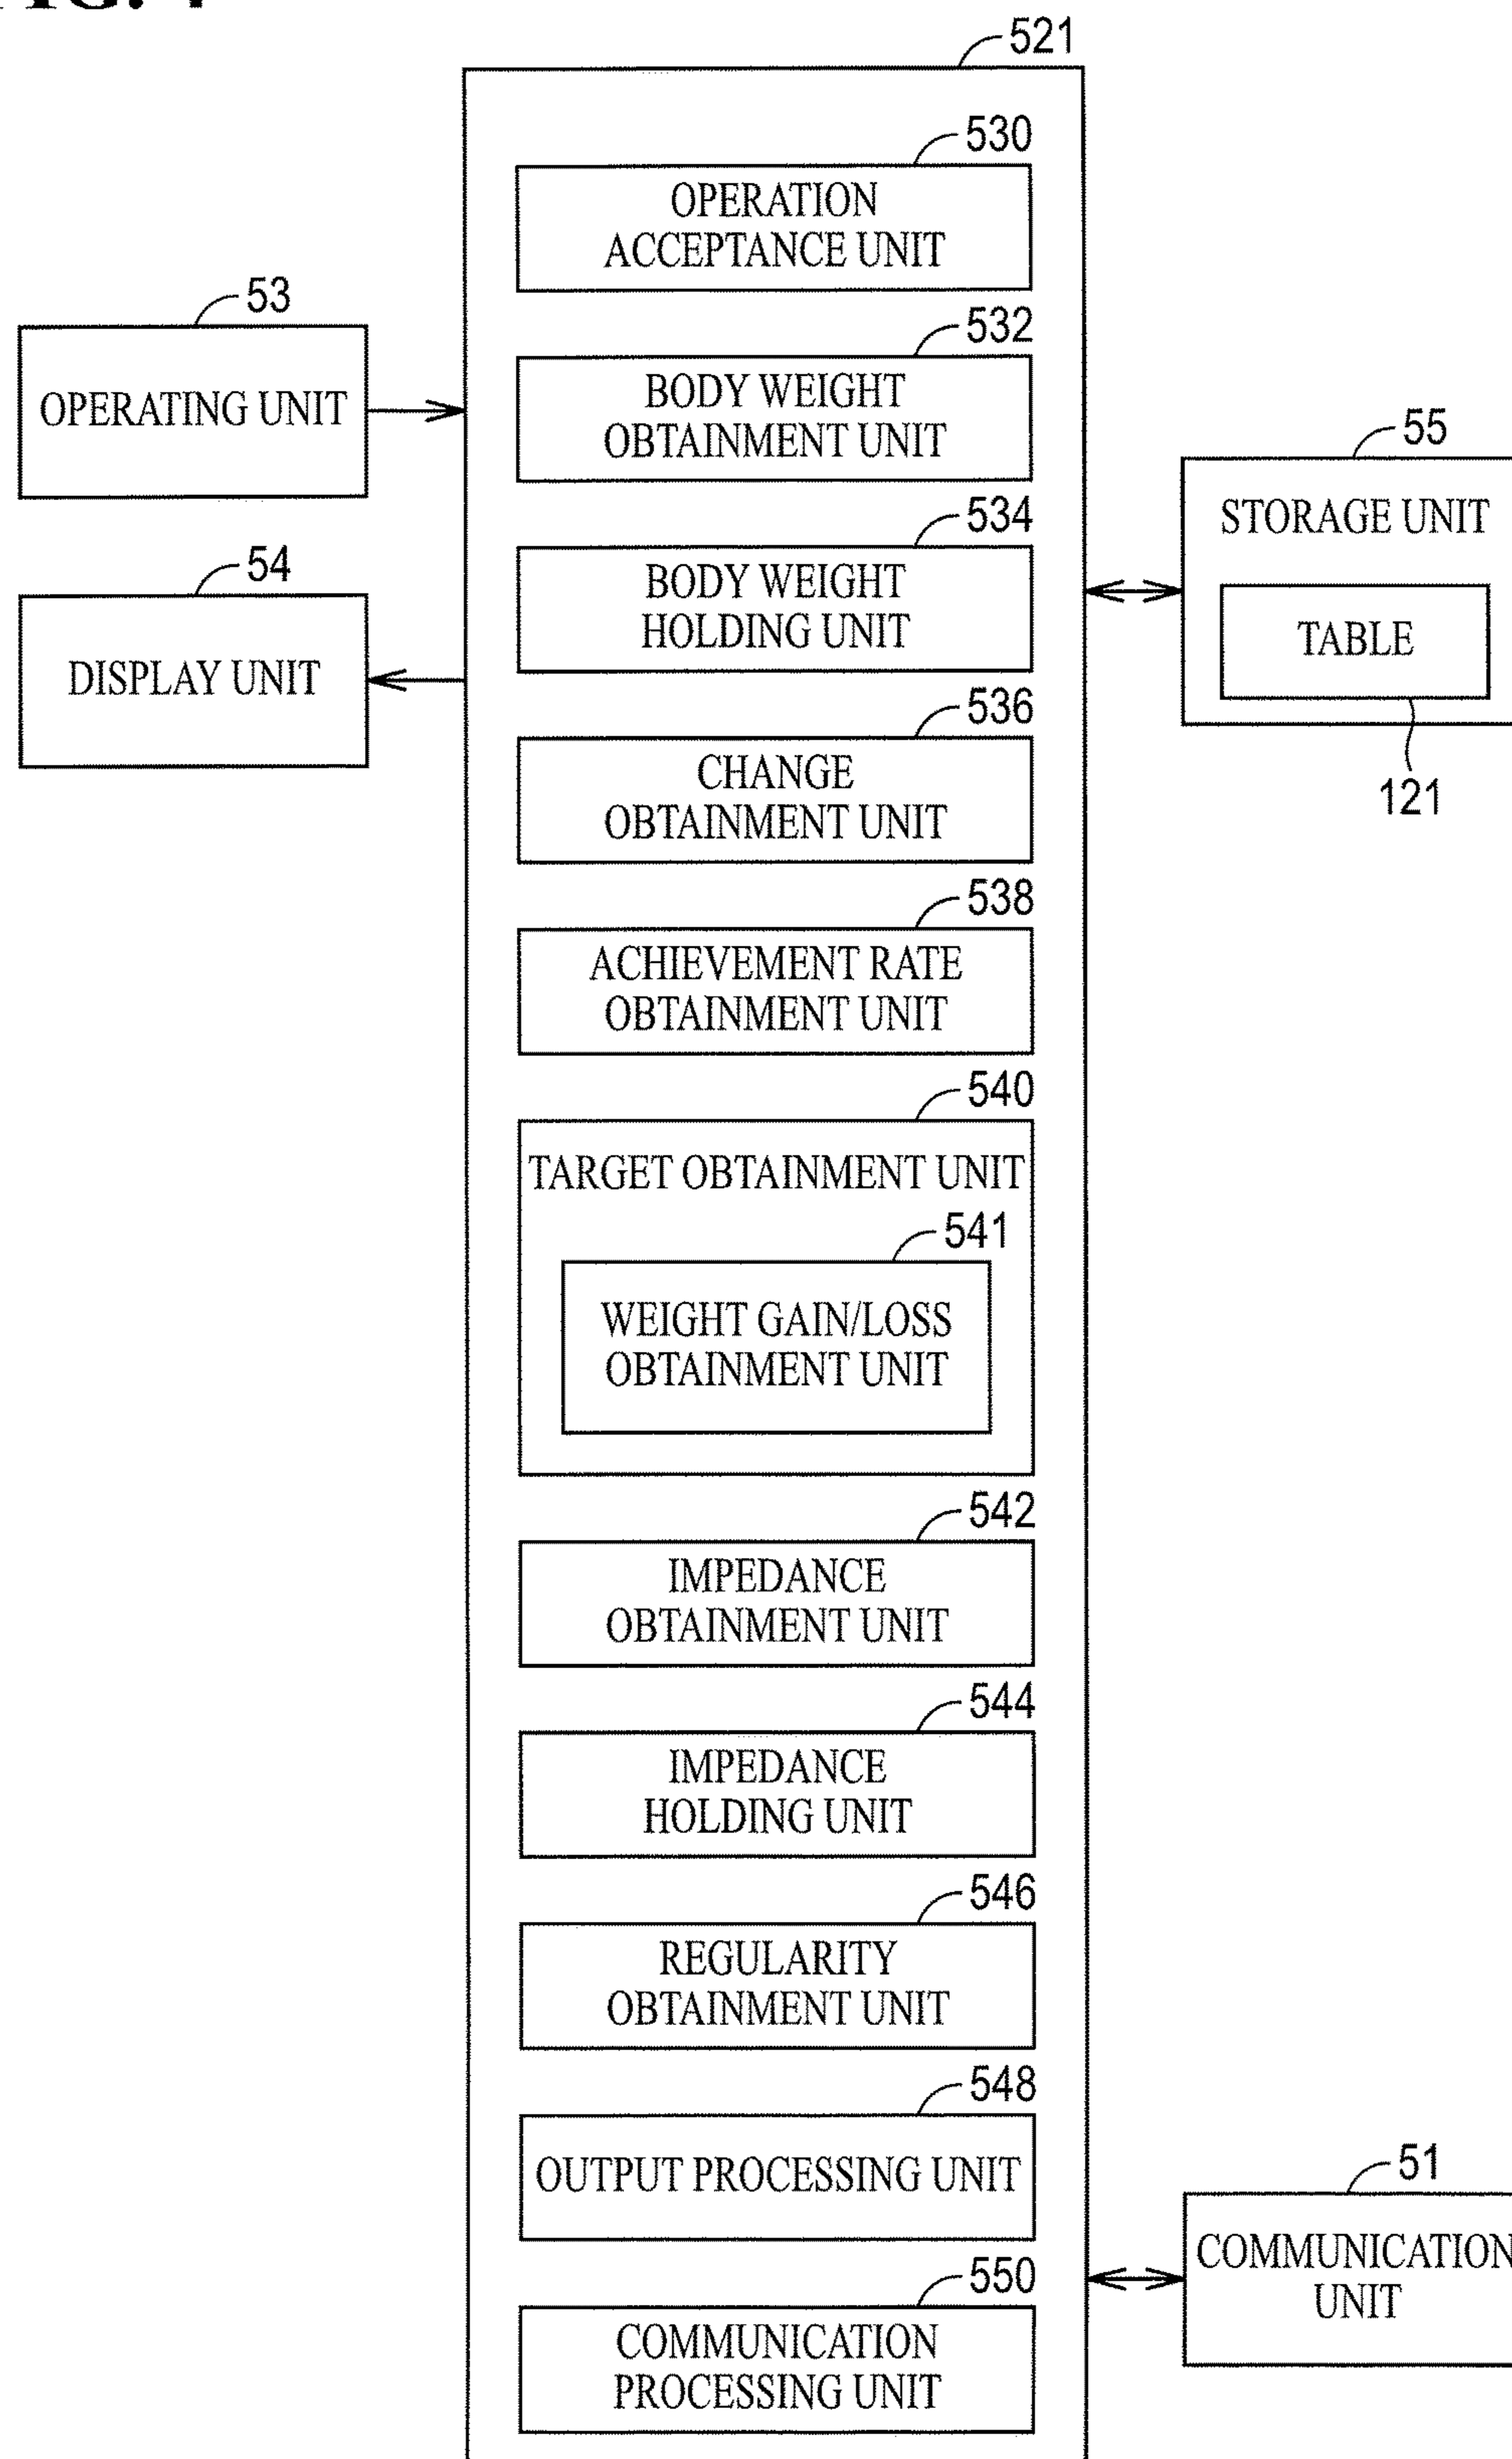 521
530
OPERATION
ACCEPTANCE UNIT
53
OPERATING UNIT
532
BODY WEIGHT
OBTAINMENT UNIT
55
STORAGE UNIT
TABLE
121
534
BODY WEIGHT
HOLDING UNIT
54
DISPLAY UNIT
536
CHANGE
OBTAINMENT UNIT
538
ACHIEVEMENT RATE
OBTAINMENT UNIT
540
TARGET OBTAINMENT UNIT
541
WEIGHT GAIN/LOSS
OBTAINMENT UNIT
542
IMPEDANCE
OBTAINMENT UNIT
544
IMPEDANCE
HOLDING UNIT
546
REGULARITY
OBTAINMENT UNIT
548
OUTPUT PROCESSING UNIT
51
COMMUNICATION
UNIT
550
COMMUNICATION
PROCESSING UNIT